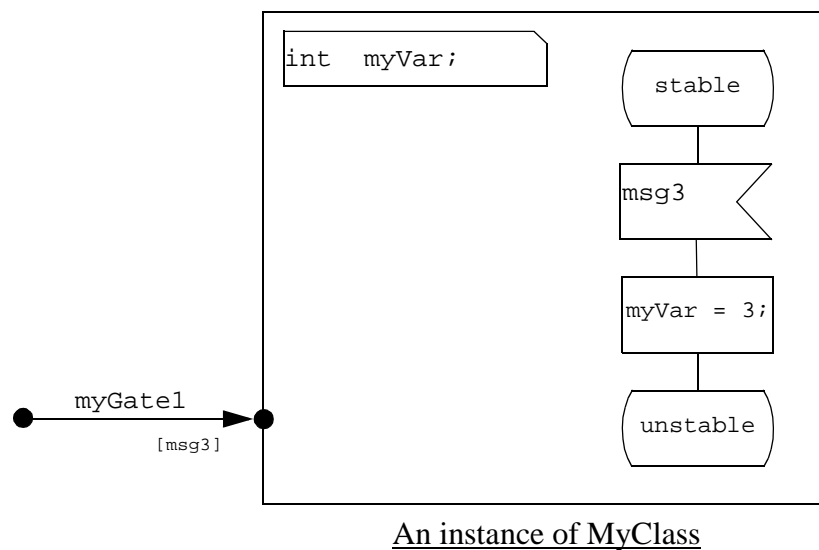 int  myVar;
stable
msg3
myVar = 3;
myGate1
unstable
[msg3]
An instance of MyClass